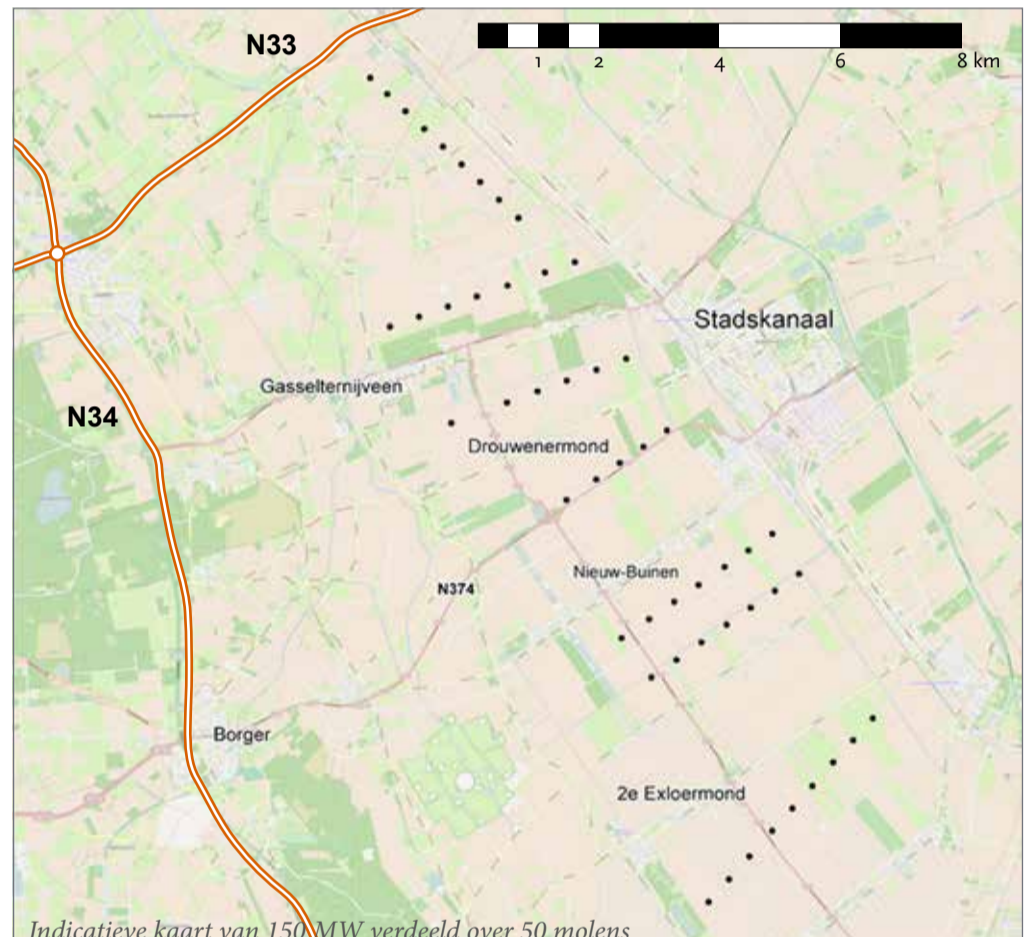 N33
1 2 4 6 8 km
Stadskanaal
Gasselternijveen
N34
Drouwenermond
Nieuw-Buinen
N374
Borger
2e Exloermond
Indicatieve kaart van 150 MW verdeeld over 50 molens